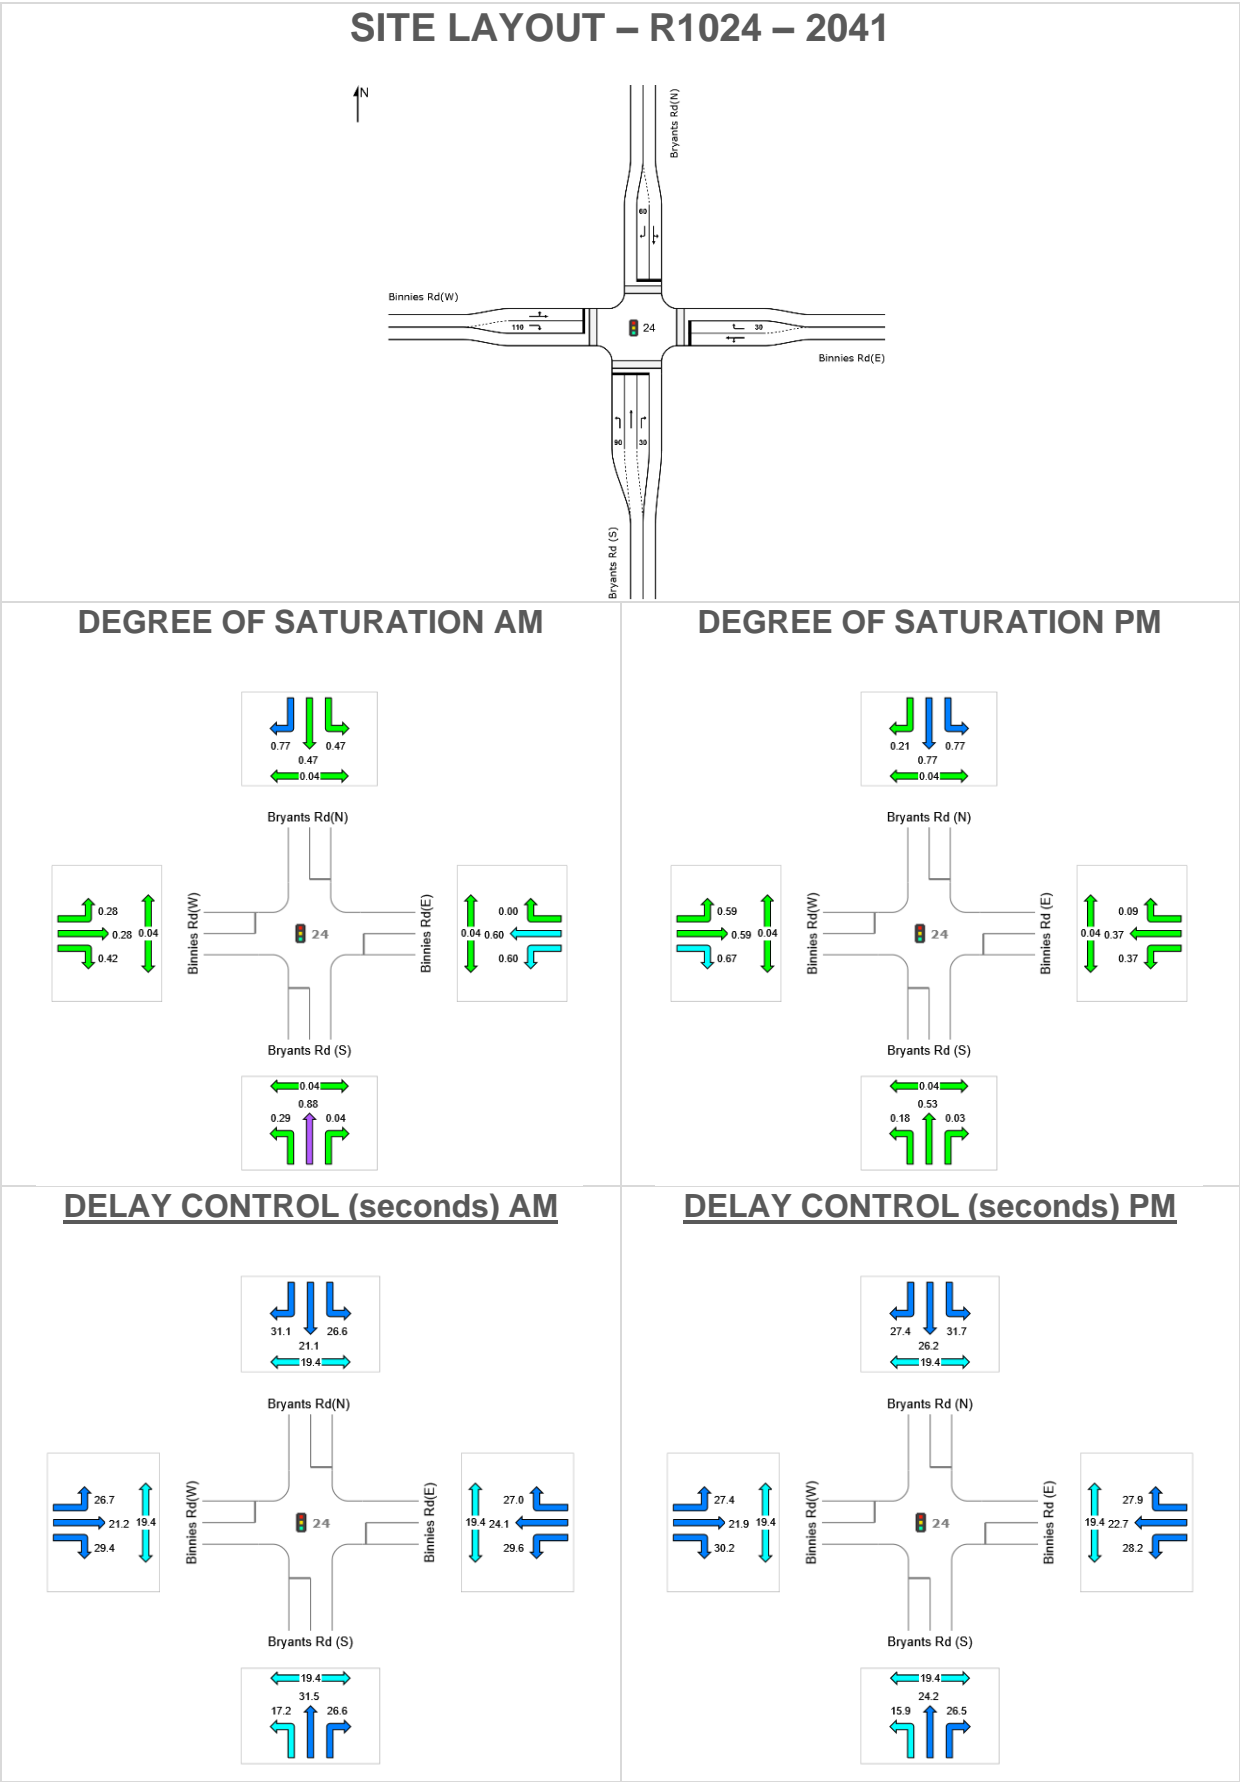 SITE LAYOUT – R1024 – 2041
N
Bryants Rd(N)
60
Binnies Rd(W)
110
24
30
Binnies Rd(E)
90
30
Bryants Rd (S)
DEGREE OF SATURATION AM
0.77
0.47
0.47
0.04
Bryants Rd(N)
0.28
0.28
0.04
0.42
Binnies Rd(W)
24
Binnies Rd(E)
0.00
0.04
0.60
0.60
Bryants Rd (S)
0.04
0.88
0.29
0.04
DEGREE OF SATURATION PM
0.21
0.77
0.77
0.04
Bryants Rd (N)
0.59
0.59
0.04
0.67
Binnies Rd(W)
24
Binnies Rd (E)
0.09
0.04
0.37
0.37
Bryants Rd (S)
0.04
0.53
0.18
0.03
DELAY CONTROL (seconds) AM
31.1
26.6
21.1
19.4
Bryants Rd(N)
26.7
21.2
19.4
29.4
Binnies Rd(W)
24
Binnies Rd(E)
27.0
19.4
24.1
29.6
Bryants Rd (S)
19.4
31.5
17.2
26.6
DELAY CONTROL (seconds) PM
27.4
31.7
26.2
19.4
Bryants Rd (N)
27.4
21.9
19.4
30.2
Binnies Rd(W)
24
Binnies Rd (E)
27.9
19.4
22.7
28.2
Bryants Rd (S)
19.4
24.2
15.9
26.5